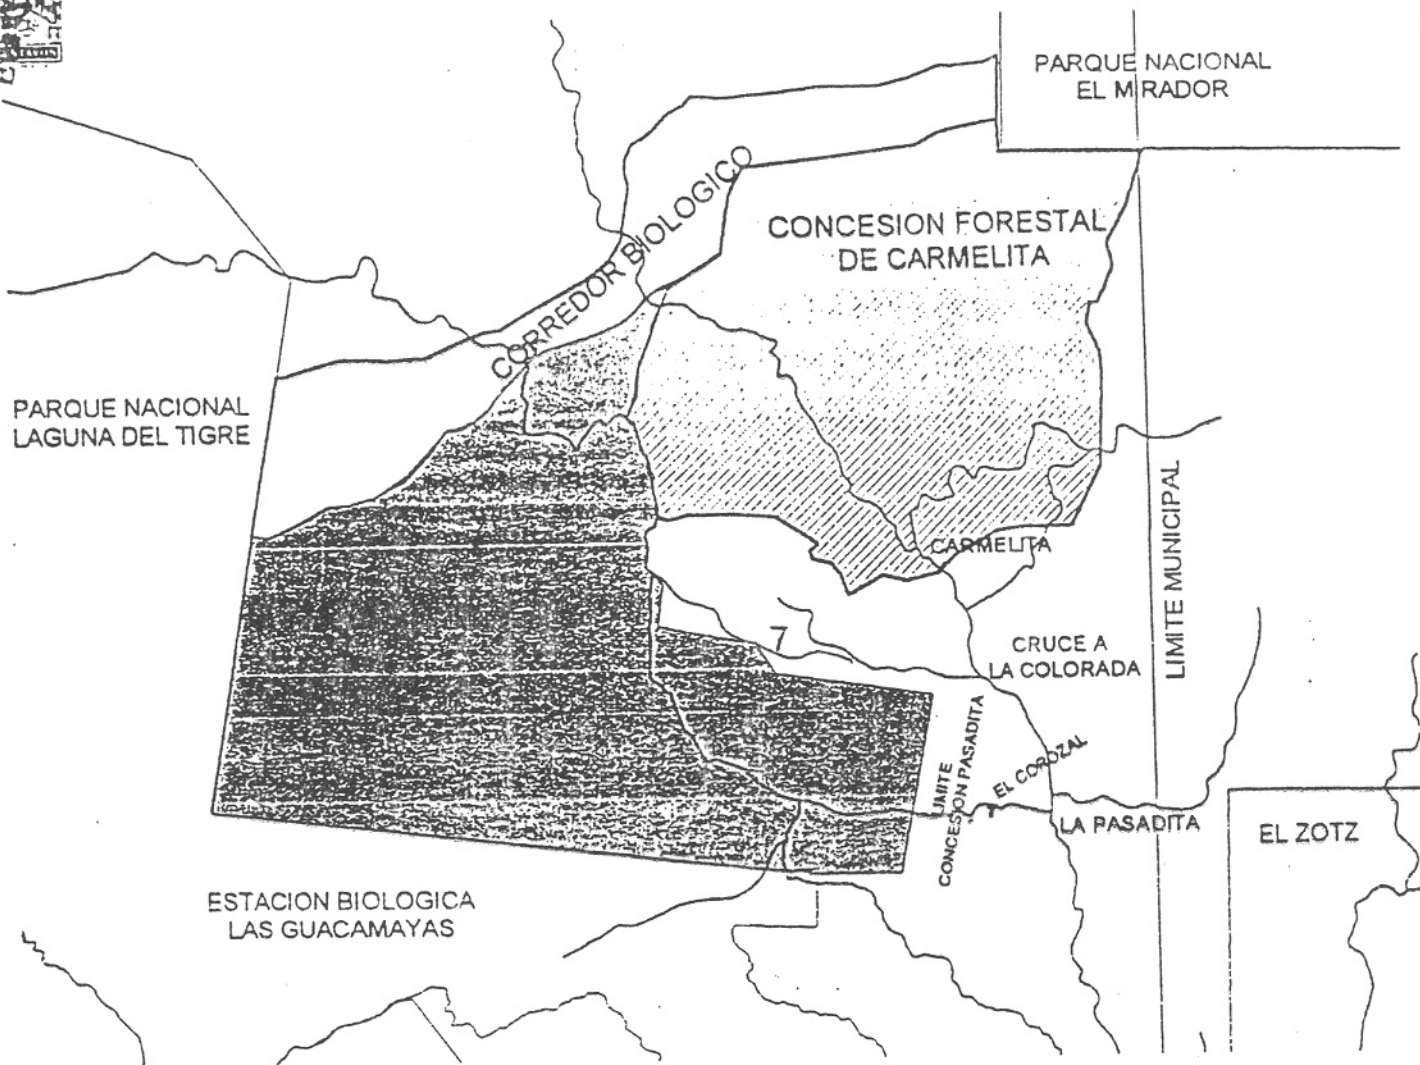 PARQUE NACIONAL
EL MIRADOR
CORREDOR BIOLOGICO
CONCESION FORESTAL
DE CARMELITA
PARQUE NACIONAL
LAGUNA DEL TIGRE
CARMELITA
LIMITE MUNICIPAL
7
CRUCE A
LA COLORADA
LIMITE
CONCESION PASADITA
EL COROZAL
LA PASADITA
EL ZOTZ
ESTACION BIOLOGICA
LAS GUACAMAYAS